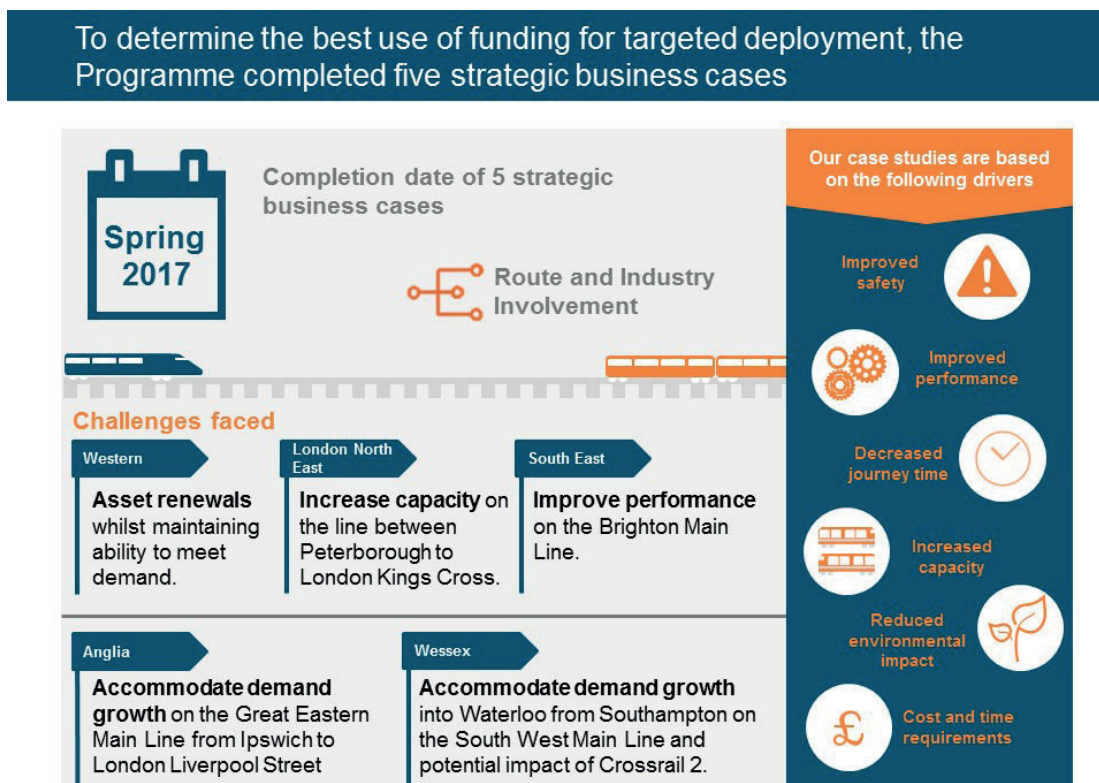 To determine the best use of funding for targeted deployment, the
Programme completed five strategic business cases
Spring
2017
Completion date of 5 strategic
business cases
Route and Industry
Involvement
Challenges faced
Western
Asset renewals
whilst maintaining
ability to meet
demand.
London North
East
Increase capacity on
the line between
Peterborough to
London Kings Cross.
South East
Improve performance
on the Brighton Main
Line.
Anglia
Accommodate demand
growth on the Great Eastern
Main Line from Ipswich to
London Liverpool Street
Wessex
Accommodate demand growth
into Waterloo from Southampton on
the South West Main Line and
potential impact of Crossrail 2.
Our case studies are based
on the following drivers
Improved
safety
Improved
performance
Decreased
journey time
Increased
capacity
Reduced
environmental
impact
£
Cost and time
requirements